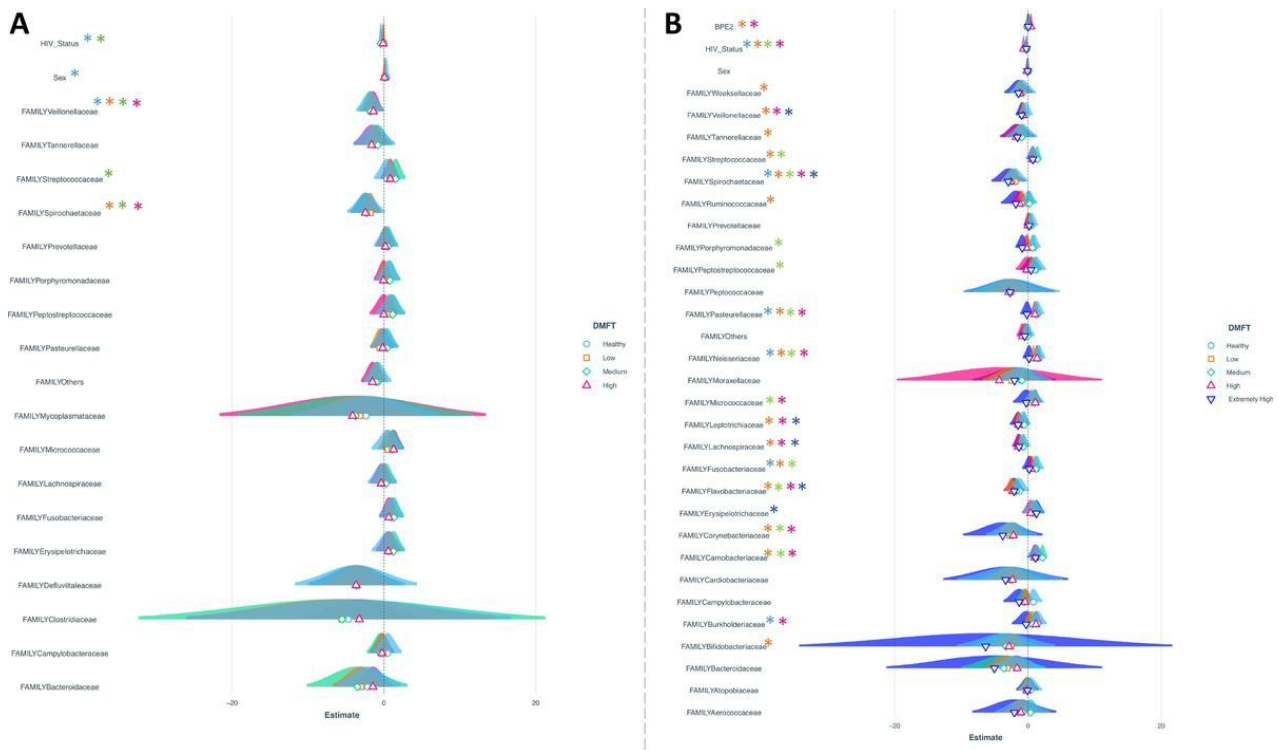 A
HIV_Status **
Sex *
FAMILYVeillonellaceae ****
FAMILYTannerellaceae
FAMILYStreptococcaceae *
FAMILYSpirochaetaceae ***
FAMILYPrevotellaceae
FAMILYPorphyromonadaceae
FAMILYPeptostreptococcaceae
FAMILYPasteurellaceae
FAMILYOthers
FAMILYMycoplasmataceae
FAMILYMicrococcaceae
FAMILYLachnospiraceae
FAMILYFusobacteriaceae
FAMILYErysipelotrichaceae
FAMILYDefluviitaleaceae
FAMILYClostridiaceae
FAMILYCampylobacteraceae
FAMILYBacteroidaceae
−20 0 20
Estimate
DMFT
Healthy
Low
Medium
High
B
BPE2 **
HIV_Status ****
Sex
FAMILYWeeksellaceae *
FAMILYVeillonellaceae ***
FAMILYTannerellaceae *
FAMILYStreptococcaceae **
FAMILYSpirochaetaceae *****
FAMILYRuminococcaceae *
FAMILYPrevotellaceae
FAMILYPorphyromonadaceae *
FAMILYPeptostreptococcaceae *
FAMILYPeptococcaceae
FAMILYPasteurellaceae ****
FAMILYOthers
FAMILYNeisseriaceae ****
FAMILYMoraxellaceae
FAMILYMicrococcaceae **
FAMILYLeptotrichiaceae ***
FAMILYLachnospiraceae ***
FAMILYFusobacteriaceae ***
FAMILYFlavobacteriaceae ****
FAMILYErysipelotrichaceae *
FAMILYCorynebacteriaceae ***
FAMILYCarnobacteriaceae ***
FAMILYCardiobacteriaceae
FAMILYCampylobacteraceae
FAMILYBurkholderiaceae **
FAMILYBifidobacteriaceae *
FAMILYBacteroidaceae
FAMILYAtopobiaceae
FAMILYAerococcaceae
−20 0 20
Estimate
DMFT
Healthy
Low
Medium
High
Extremely High